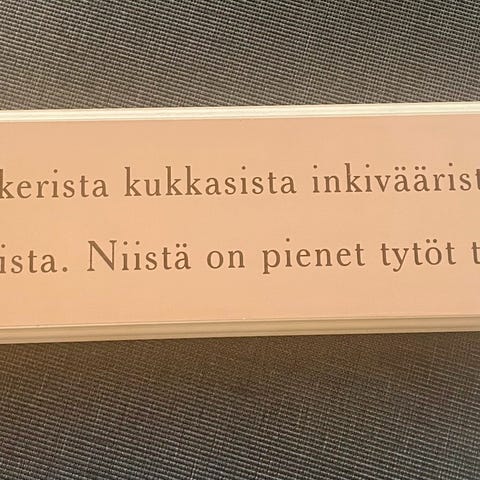 kerista kukkasista inkiväärist
ista. Niistä on pienet tytöt t